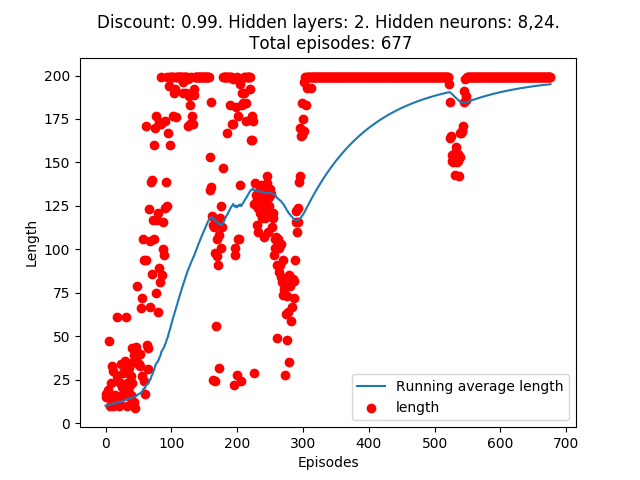 Discount: 0.99. Hidden layers: 2. Hidden neurons: 8,24.
Total episodes: 677
200
175
150
125
100
75
50
25
0
Length
Running average length
length
0 100 200 300 400 500 600 700
Episodes